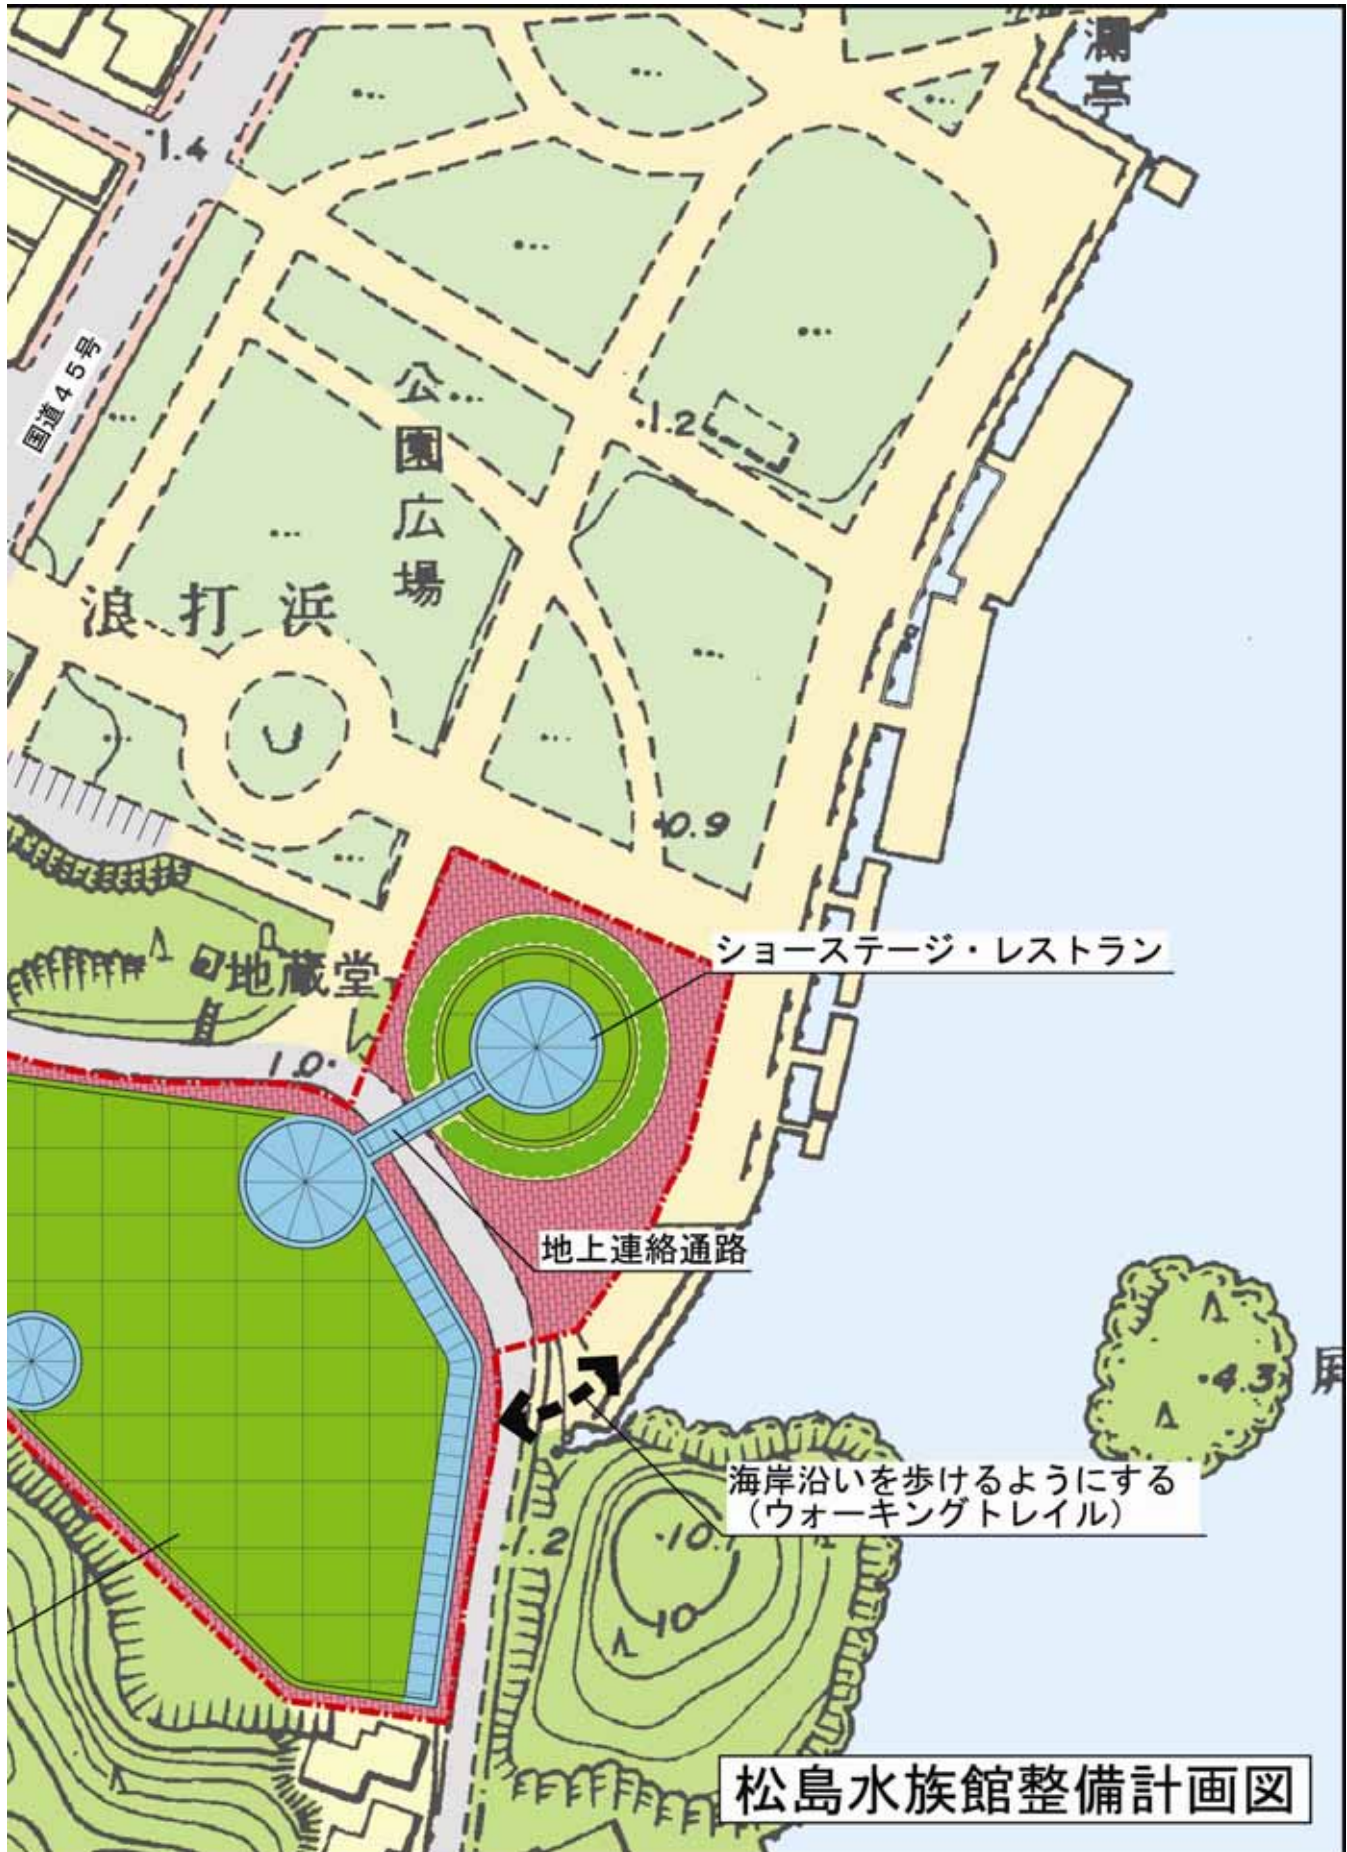 瀾亭
1.4
国道45号
公園広場
1.2
浪打浜
0.9
ショーステージ・レストラン
地蔵堂
1.0
地上連絡通路
4.3
海岸沿いを歩けるようにする
(ウォーキングトレイル)
1.2
10.
10
松島水族館整備計画図